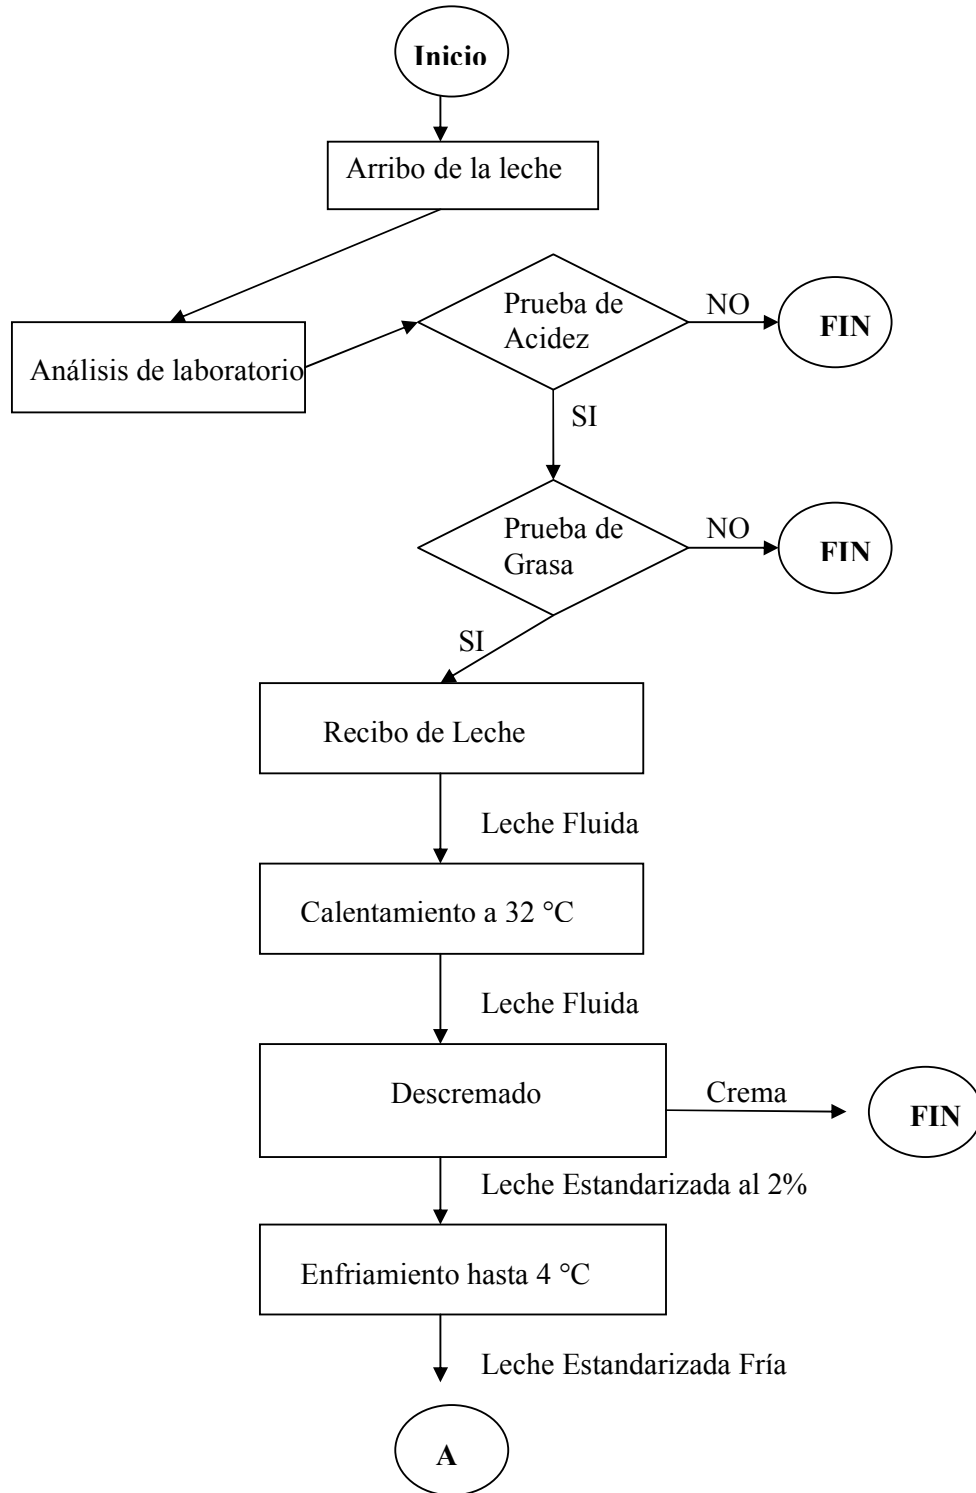 Inicio
Arribo de la leche
Prueba de
Acidez
NO
FIN
Análisis de laboratorio
SI
Prueba de
Grasa
NO
FIN
SI
Recibo de Leche
Leche Fluida
Calentamiento a 32 °C
Leche Fluida
Descremado
Crema
FIN
Leche Estandarizada al 2%
Enfriamiento hasta 4 °C
Leche Estandarizada Fría
A